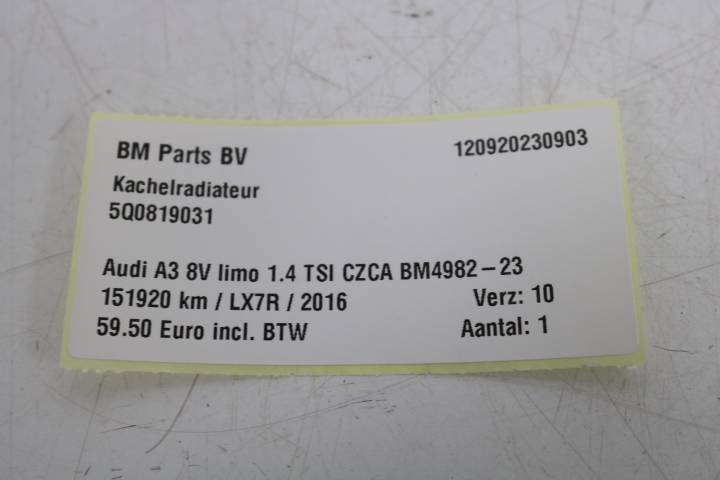 BM Parts BV 120920230903
Kachelradiateur
5Q0819031
Audi A3 8V limo 1.4 TSI CZCA BM4982-23
151920 km / LX7R / 2016 Verz: 10
59.50 Euro incl. BTW Aantal: 1